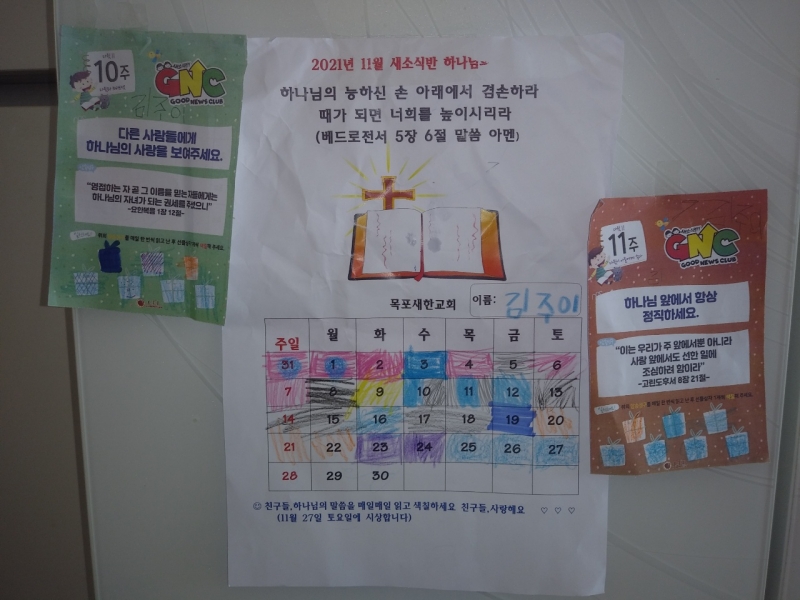 10주
GNC
GOOD NEWS CLUB
김주이
다른 사람들에게
하나님의 사랑을 보여주세요.
"영접하는 자 곧 그 이름을 믿는자들에게는
하나님의 자녀가 되는 권세를 주셨으니"
-요한복음 1장 12절-
2021년 11월 새소식반 하나님~
하나님의 능하신 손 아래에서 겸손하라
때가 되면 너희를 높이시리라
(베드로전서 5장 6절 말씀 아멘)
목포새한교회
이름: 김주이
주일 월 화 수 목 금 토
31 1 2 3 4 5 6
7 8 9 10 11 12 13
14 15 16 17 18 19 20
21 22 23 24 25 26 27
28 29 30
☺ 친구들,하나님의 말씀을 매일매일 읽고 색칠하세요 친구들,사랑해요 ♡ ♡ ♡
(11월 27일 토요일에 시상합니다)
11주
GNC
GOOD NEWS CLUB
하나님 앞에서 항상
정직하세요.
"이는 우리가 주 앞에서뿐 아니라
사람 앞에서도 선한 일에
조심하려 함이라"
-고린도후서 8장 21절-